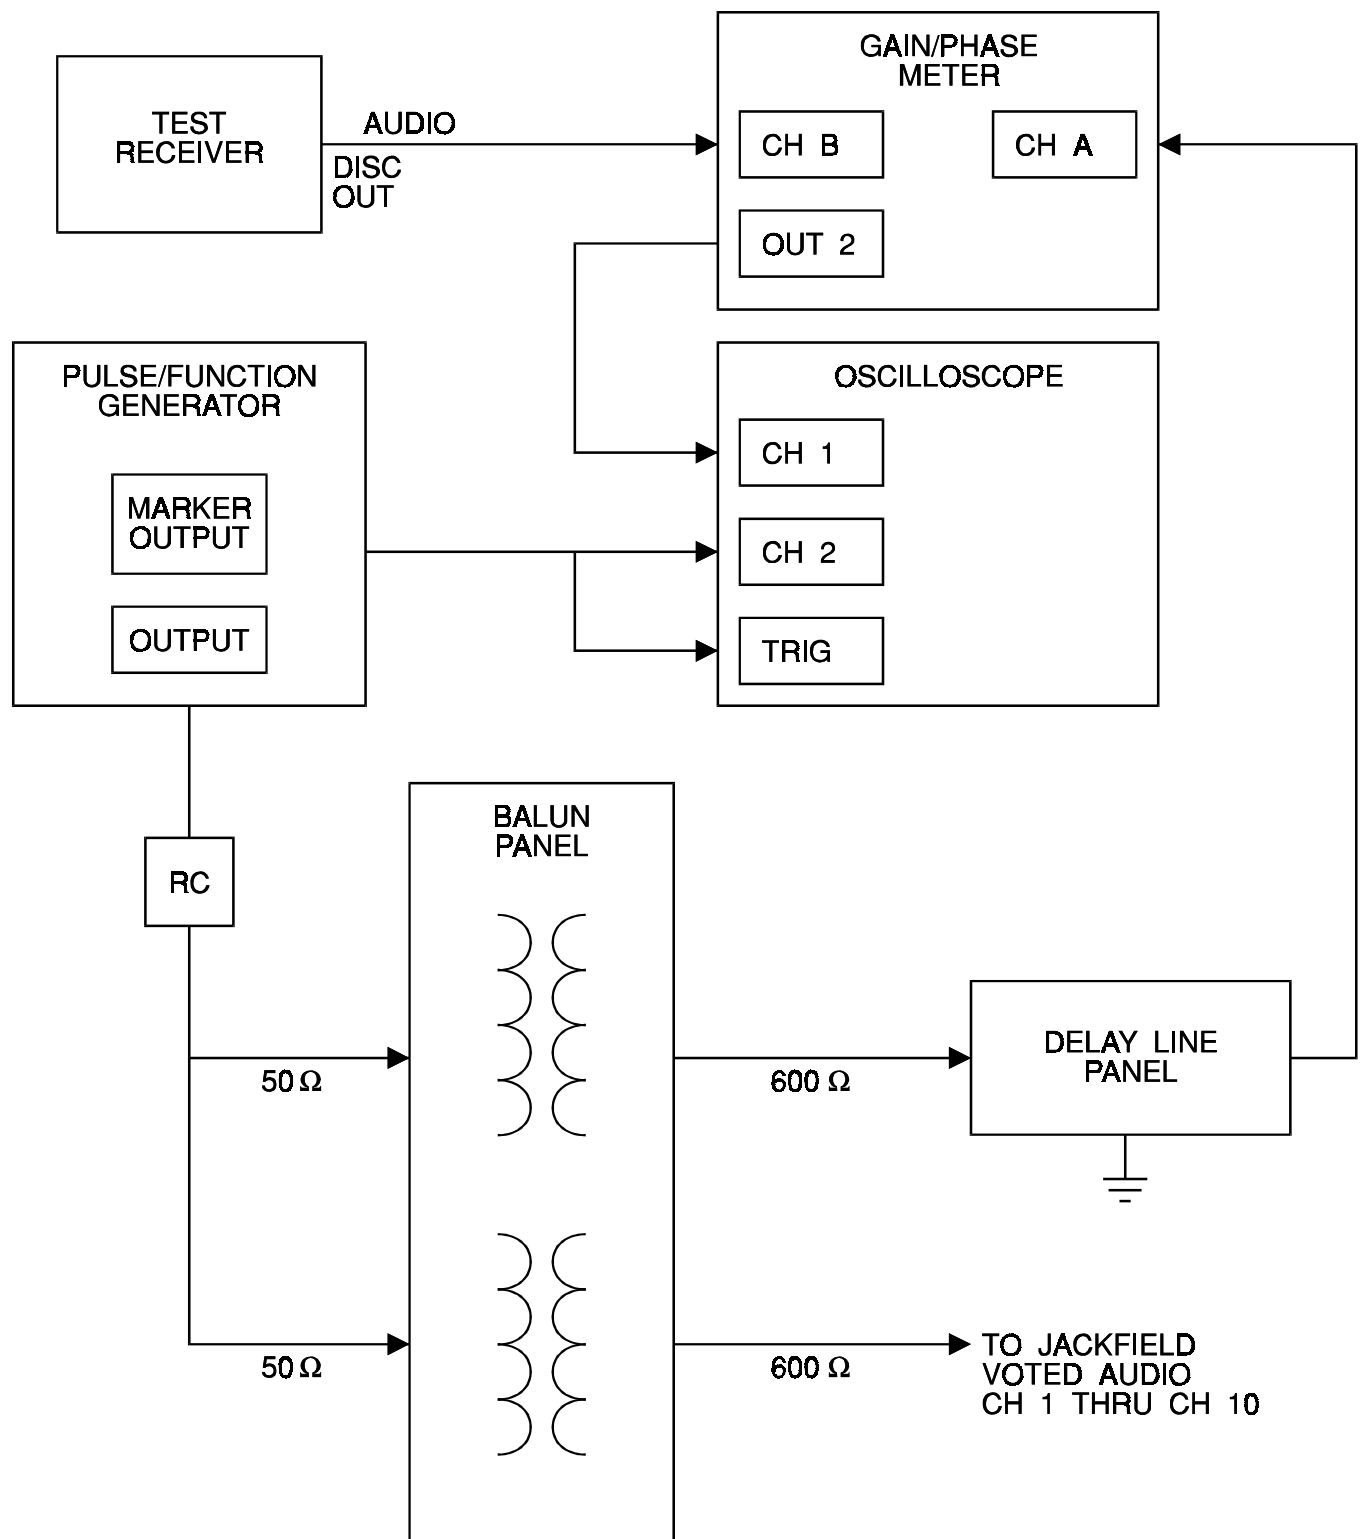 GAIN/PHASE
METER
TEST
RECEIVER
AUDIO
DISC
OUT
CH B
CH A
OUT 2
PULSE/FUNCTION
GENERATOR
OSCILLOSCOPE
CH 1
MARKER
OUTPUT
CH 2
OUTPUT
TRIG
BALUN
PANEL
RC
50 Ω
600 Ω
DELAY LINE
PANEL
50 Ω
600 Ω
TO JACKFIELD
VOTED AUDIO
CH 1 THRU CH 10